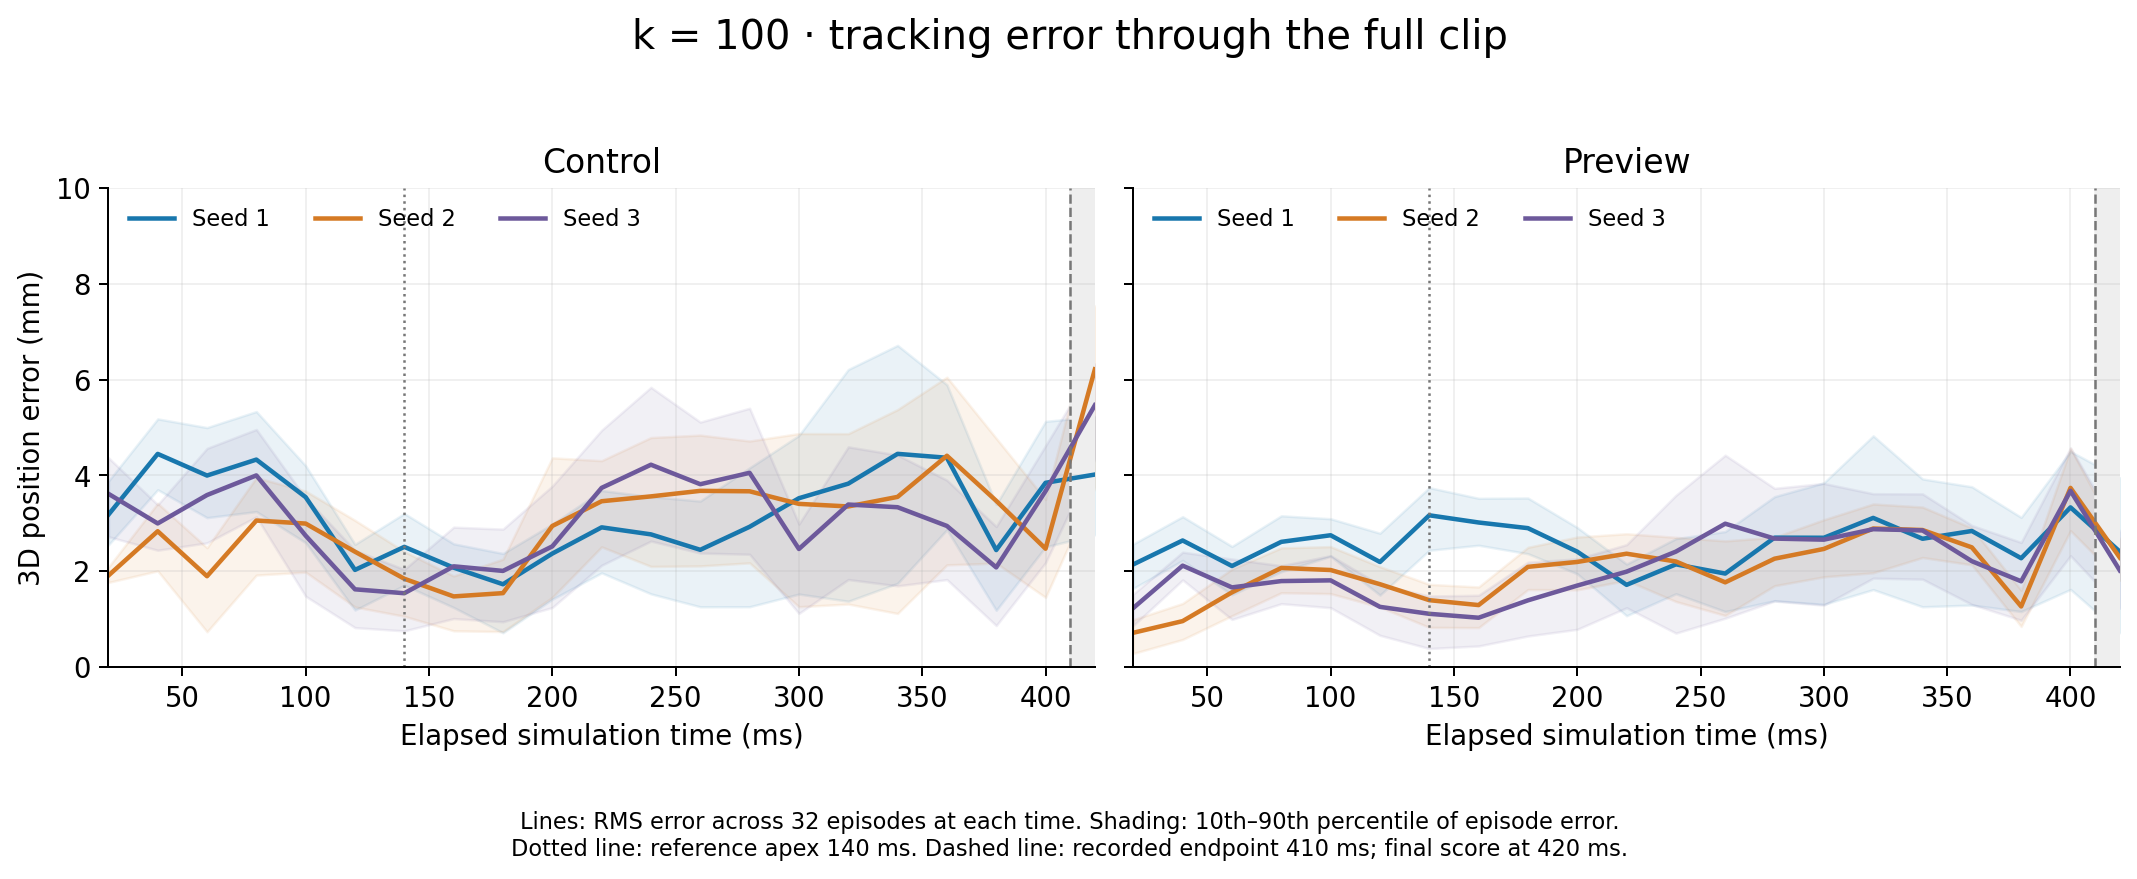 k = 100 · tracking error through the full clip
Control
Preview
3D position error (mm)
10
8
6
4
2
0
Seed 1
Seed 2
Seed 3
Seed 1
Seed 2
Seed 3
50 100 150 200 250 300 350 400
50 100 150 200 250 300 350 400
Elapsed simulation time (ms)
Elapsed simulation time (ms)
Lines: RMS error across 32 episodes at each time. Shading: 10th–90th percentile of episode error.
Dotted line: reference apex 140 ms. Dashed line: recorded endpoint 410 ms; final score at 420 ms.